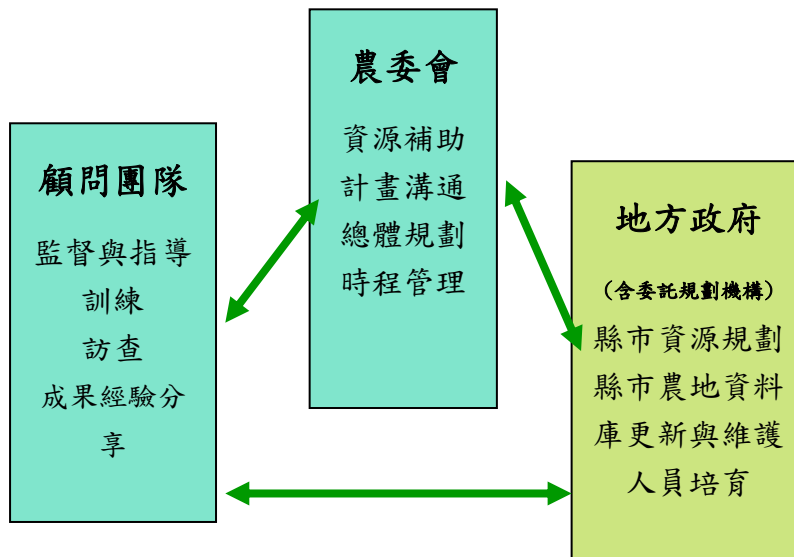 農委會
資源補助
計畫溝通
總體規劃
時程管理
顧問團隊
監督與指導
訓練
訪查
成果經驗分
享
地方政府
（含委託規劃機構）
縣市資源規劃
縣市農地資料
庫更新與維護
人員培育